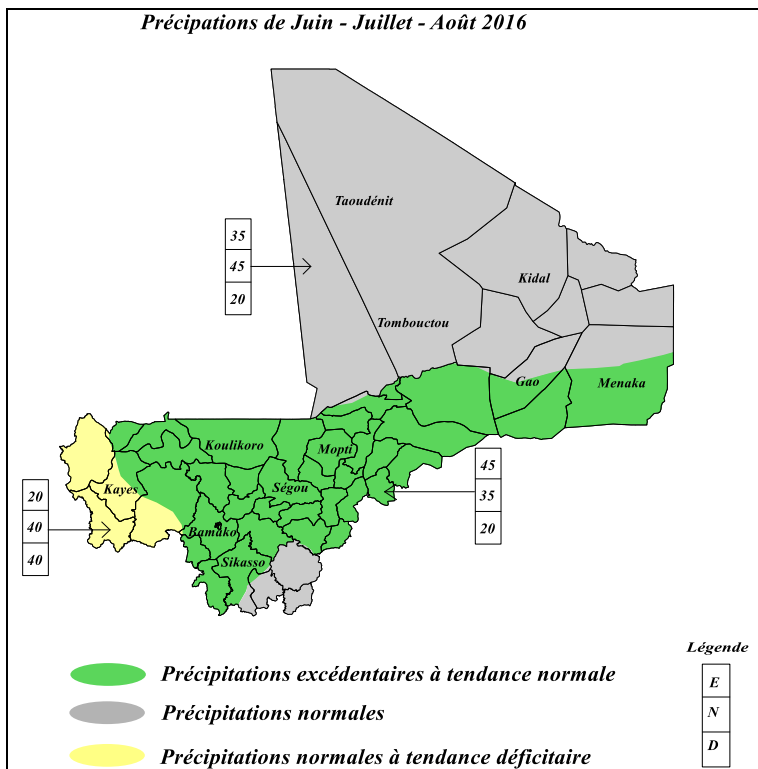 Précipations de Juin - Juillet - Août 2016
Taoudénit
35
45
20
Kidal
Tombouctou
Gao
Menaka
Koulikoro
Mopti
45
35
20
Kayes
Ségou
20
40
40
Bamako
Sikasso
Légende
E
N
D
Précipitations excédentaires à tendance normale
Précipitations normales
Précipitations normales à tendance déficitaire